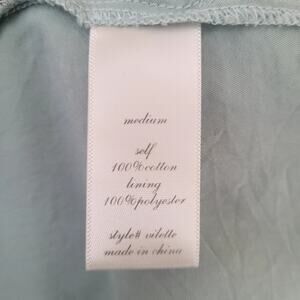 medium
self
100%cotton
lining
100%polyester
style# vilette
made in china